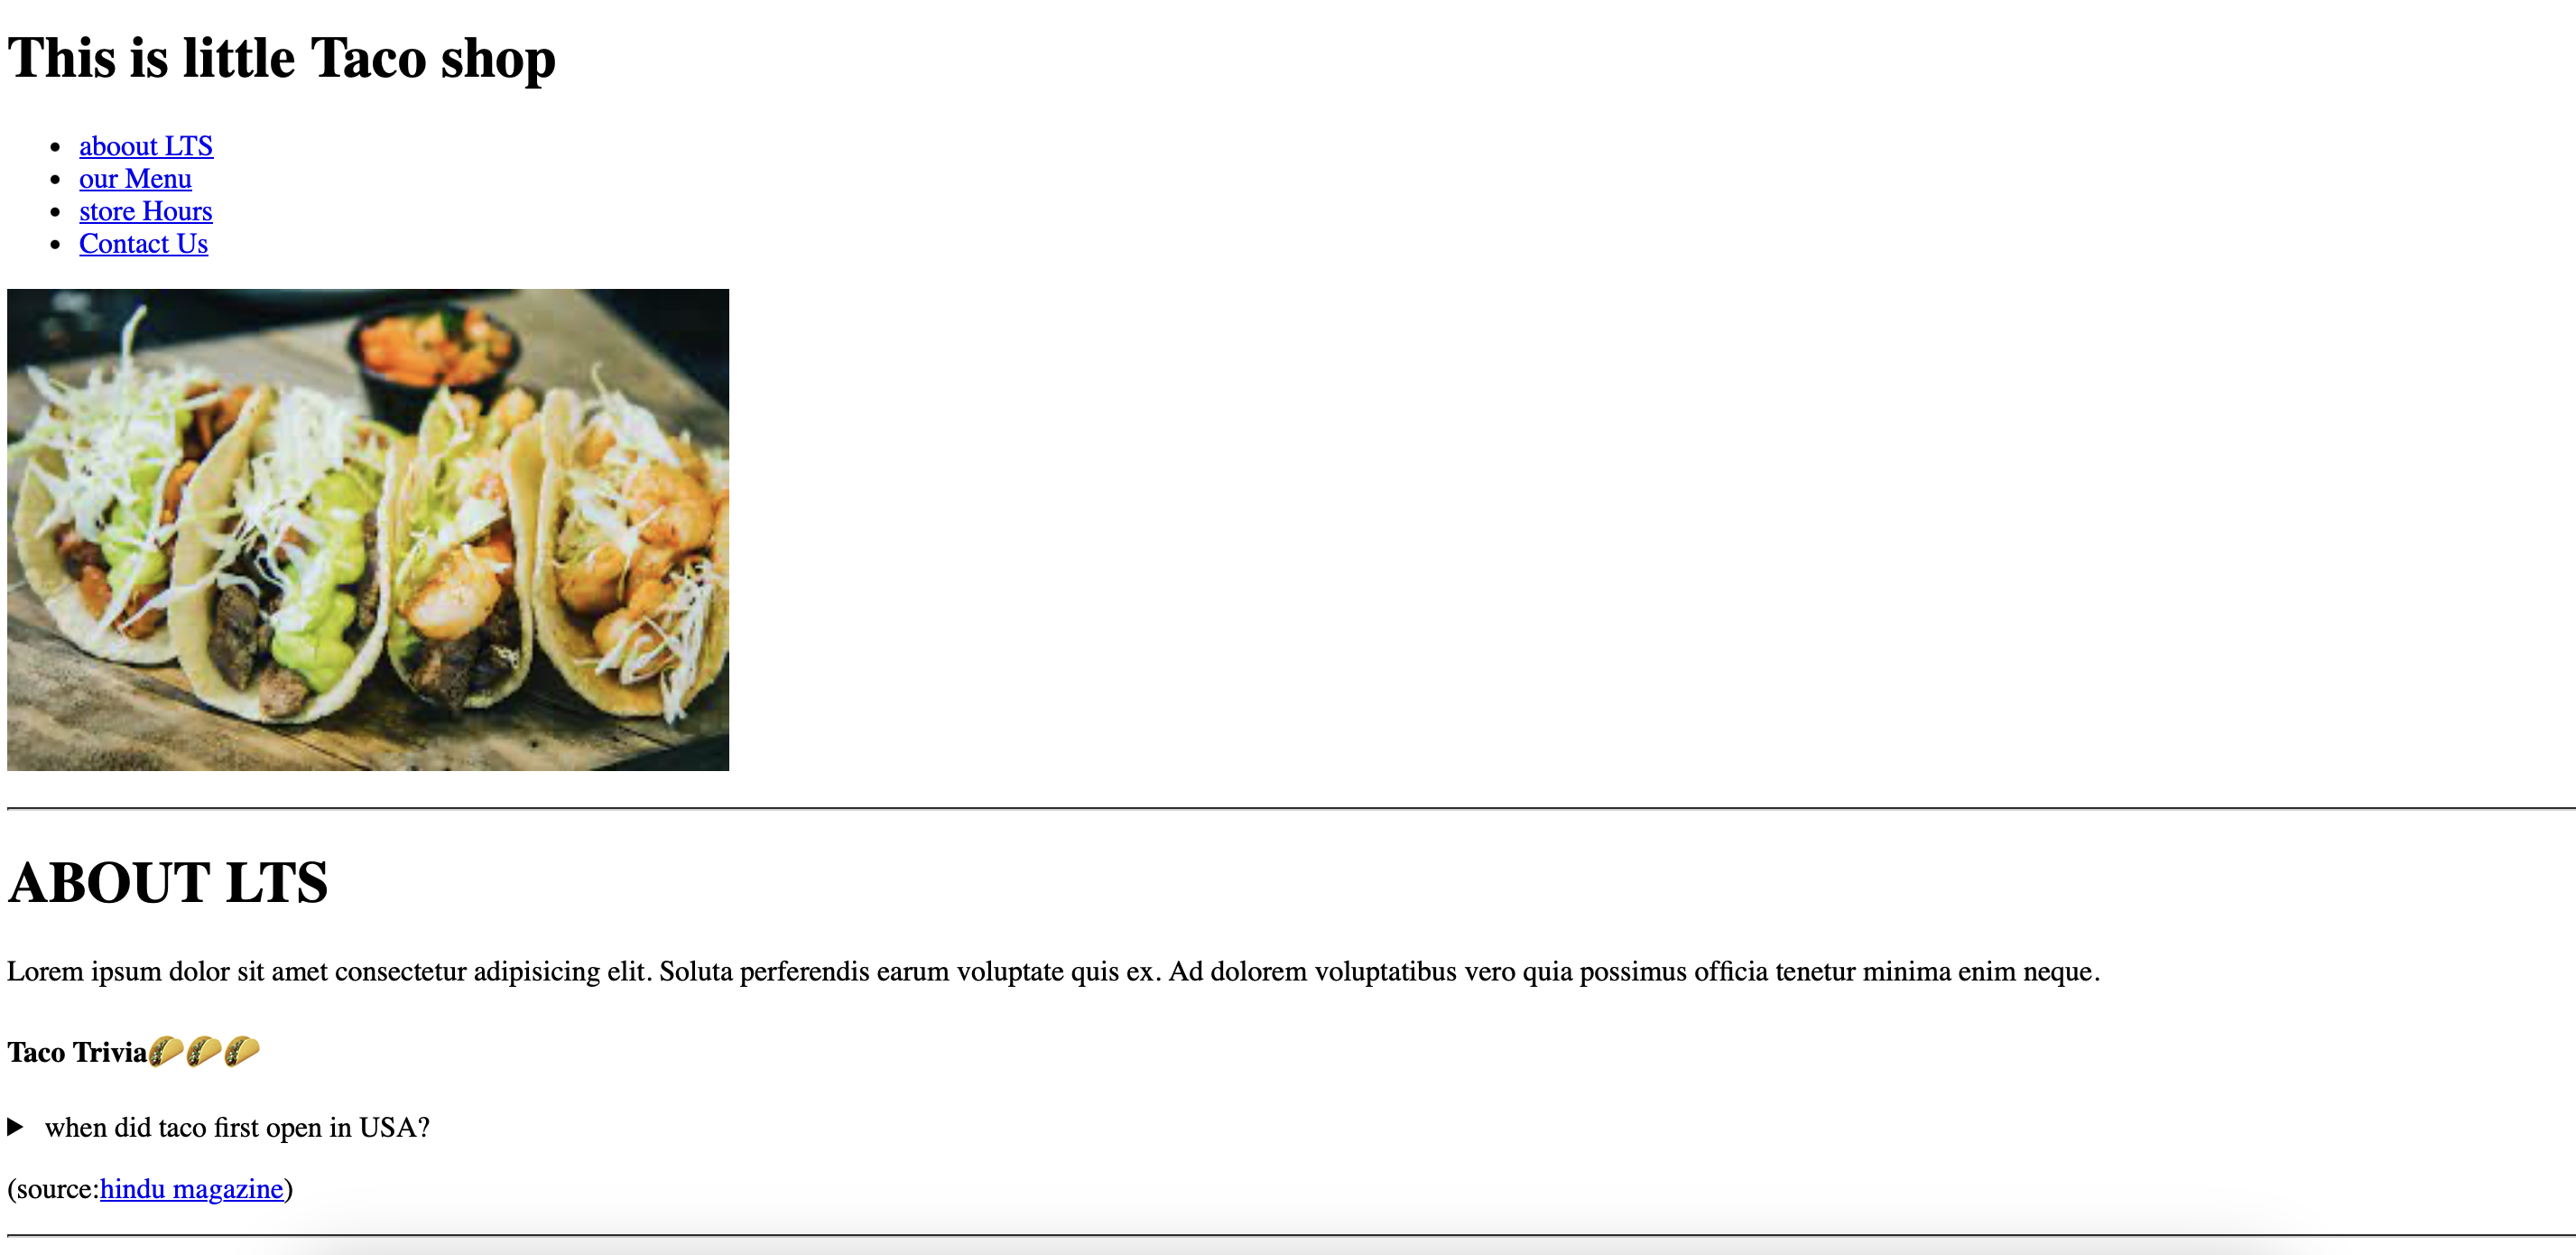 This is little Taco shop
aboout LTS
our Menu
store Hours
Contact Us
ABOUT LTS
Lorem ipsum dolor sit amet consectetur adipisicing elit. Soluta perferendis earum voluptate quis ex. Ad dolorem voluptatibus vero quia possimus officia tenetur minima enim neque.
Taco Trivia🌮🌮🌮
when did taco first open in USA?
(source:hindu magazine)